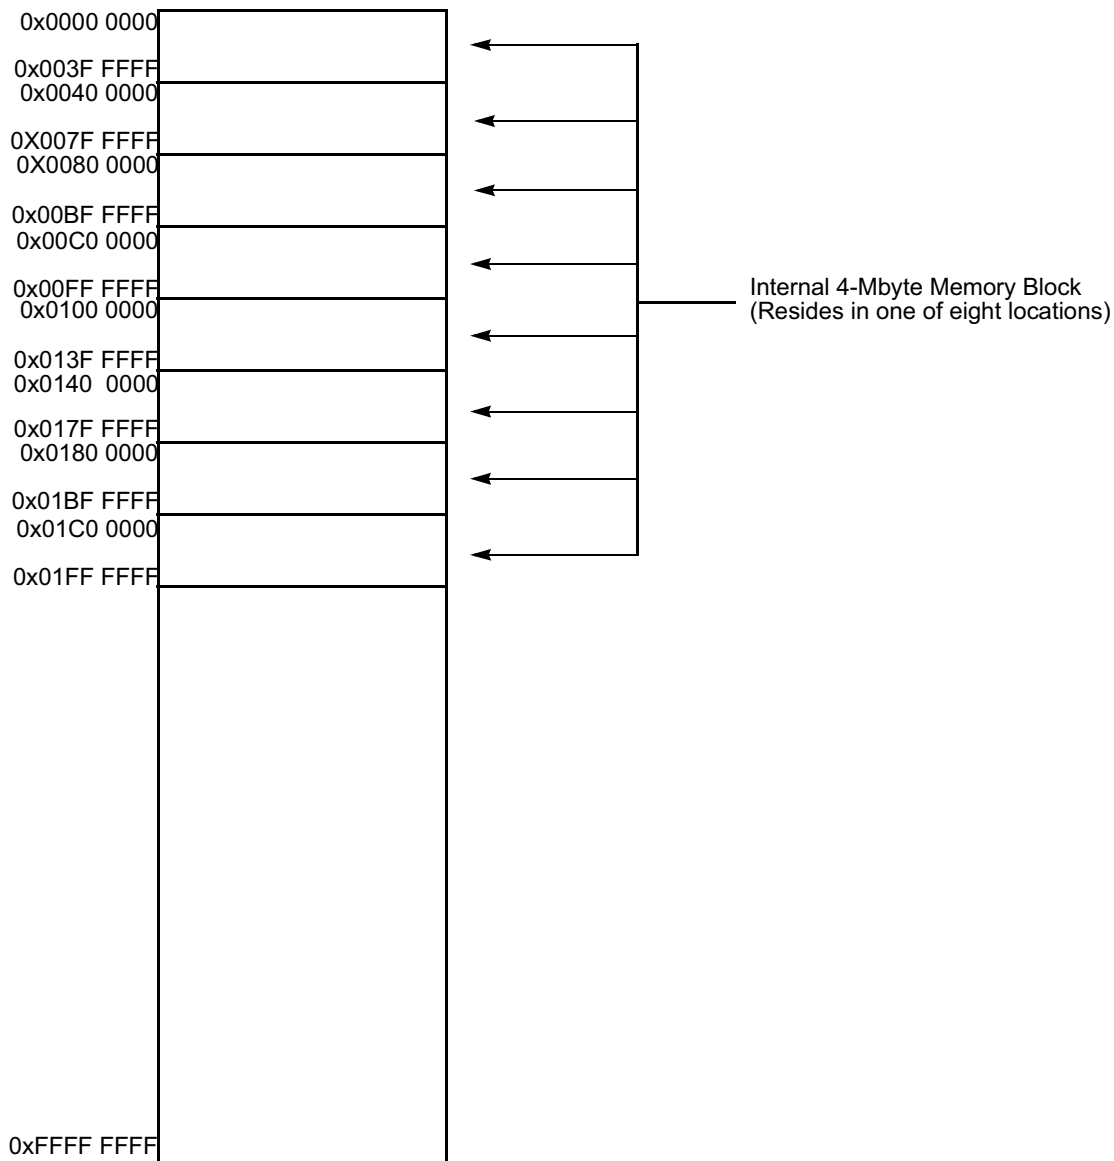 0x0000 0000
0x003F FFFF
0x0040 0000
0X007F FFFF
0X0080 0000
0x00BF FFFF
0x00C0 0000
0x00FF FFFF
0x0100 0000
0x013F FFFF
0x0140 0000
0x017F FFFF
0x0180 0000
0x01BF FFFF
0x01C0 0000
0x01FF FFFF
0xFFFF FFFF
Internal 4-Mbyte Memory Block
(Resides in one of eight locations)